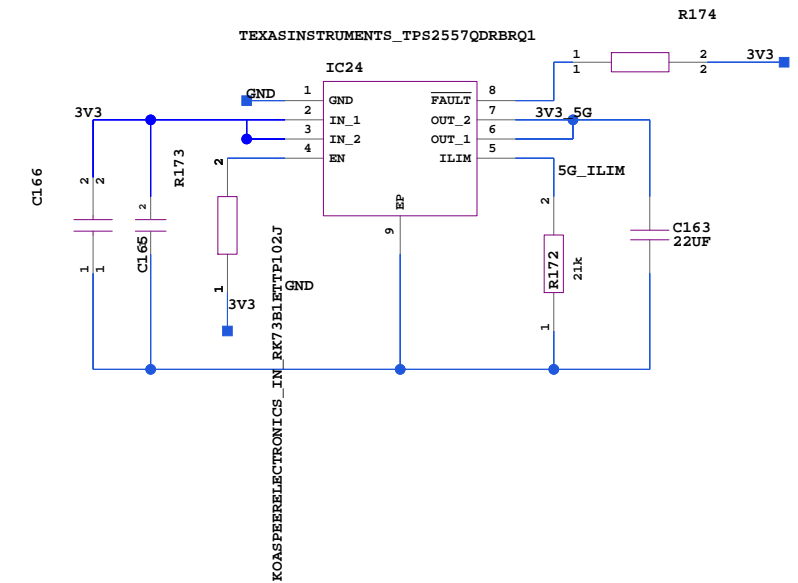 R174
TEXASINSTRUMENTS_TPS2557QDRBRQ1
1
1
2
2
3V3
IC24
GND
1
GND
FAULT
8
3V3
2
IN_1
OUT_2
7
3V3_5G
3
IN_2
OUT_1
6
4
EN
ILIM
5
5G_ILIM
C166
2
2
2
C165
1
1
R173
2
1
3V3
GND
KOASPEERELECTRONICS_IN_RK73B1ETTP102J
EP
9
2
R172
21k
1
C163
22UF